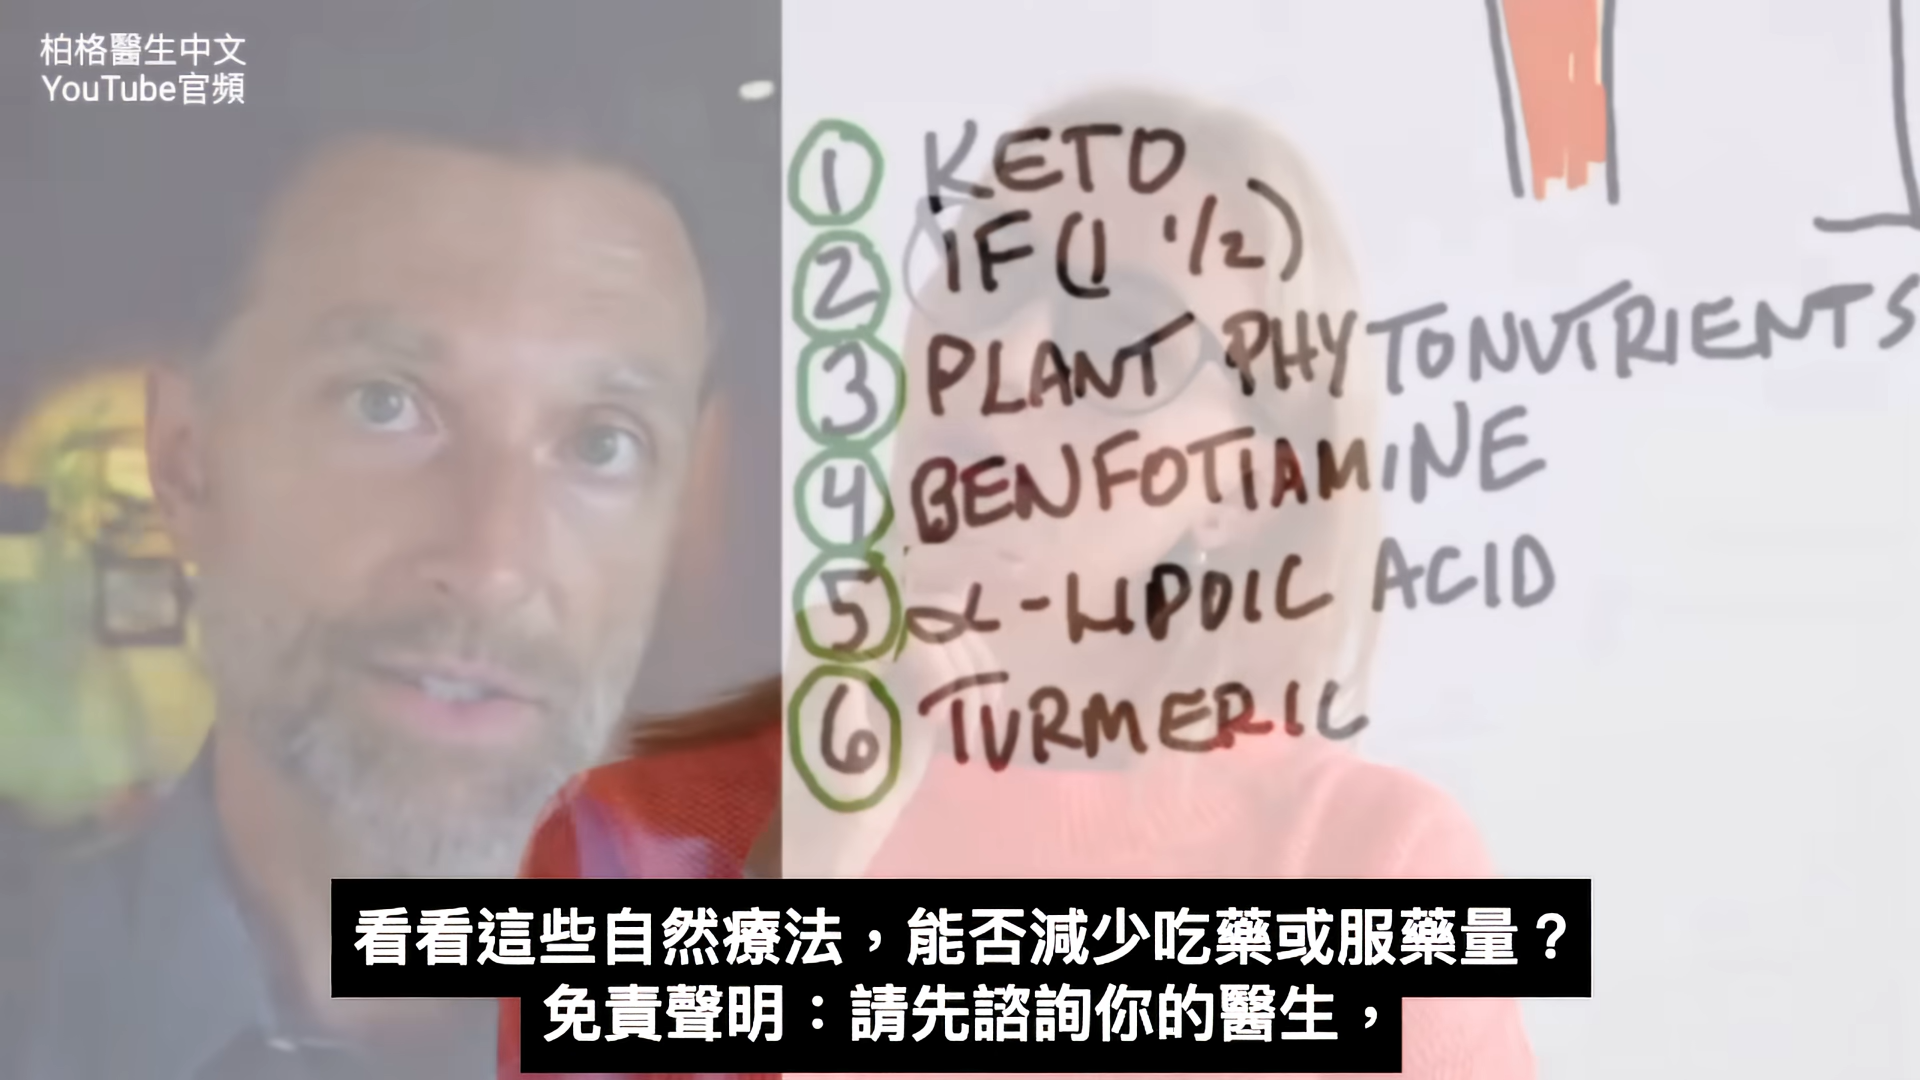 柏格醫生中文
YouTube官頻
1 KETO
2 IF (1 1/2)
3 PLANT PHYTONUTRIENTS
4 BENFOTIAMINE
5 α-LIPOIC ACID
6 TURMERIC
看看這些自然療法，能否減少吃藥或服藥量？
免責聲明：請先諮詢你的醫生，